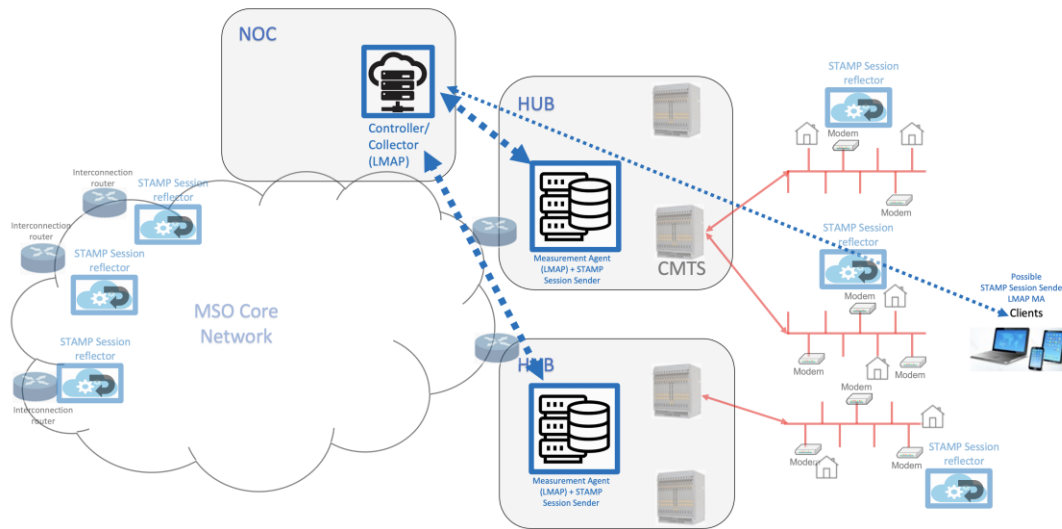 NOC
Controller/
Collector
(LMAP)
HUB
Measurement Agent
(LMAP) + STAMP
Session Sender
CMTS
STAMP Session
reflector
Modem
Modem
STAMP Session
reflector
Modem
Modem
Modem
Possible
STAMP Session Sende
LMAP MA
Clients
Interconnection
router
STAMP Session
reflector
Interconnection
router
STAMP Session
reflector
MSO Core
Network
STAMP Session
reflector
Interconnection
router
HUB
Measurement Agent
(LMAP) + STAMP
Session Sender
Modem
Modem
Modem
STAMP Session
reflector